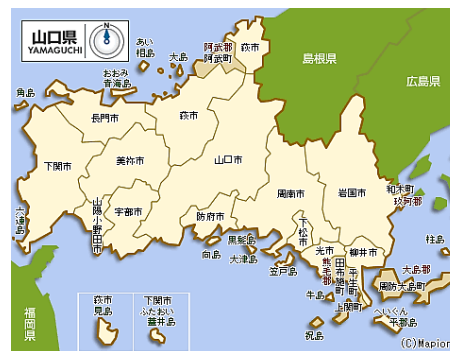 山口県
YAMAGUCHI
あい
相島
大島
阿武郡
阿武町
萩市
島根県
広島県
おおみ
青海島
角島
長門市
萩市
下関市
美祢市
山口市
周南市
岩国市
和木町
玖珂郡
六連島
山陽小野田市
宇部市
防府市
下松市
向島
黒髪島
大津島
笠戸島
光市
熊毛郡
田布施町
平生町
柳井市
柱島
大島郡
周防大島町
牛島
上関町
へいぐん
平郡島
祝島
福岡県
萩市
見島
下関市
ふたおい
蓋井島
(C)Mapion